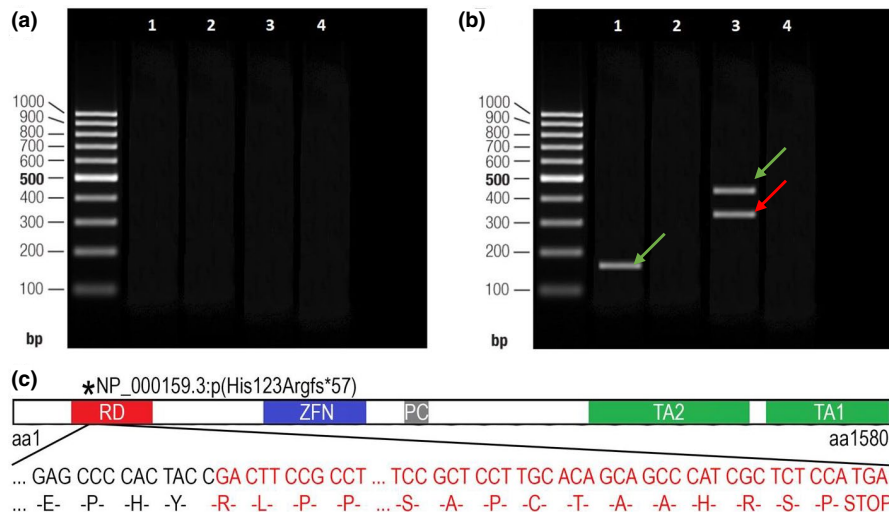 (a)
1 2 3 4
1000
900
800
700
600
500
400
300
200
100
bp
(b)
1 2 3 4
1000
900
800
700
600
500
400
300
200
100
bp
(c)
*NP_000159.3:p(His123Argfs*57)
RD ZFN PC TA2 TA1
aa1 aa1580
... GAG CCC CAC TAC CGA CTT CCG CCT ... TCC GCT CCT TGC ACA GCA GCC CAT CGC TCT CCA TGA
... -E- -P- -H- -Y- -R- -L- -P- -P- ... -S- -A- -P- -C- -T- -A- -A- -H- -R- -S- -P- STOP